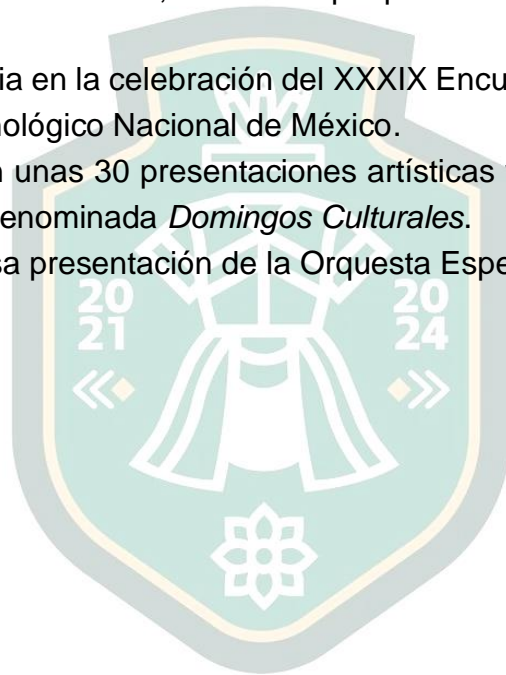 ia en la celebración del XXXIX Encu
nológico Nacional de México.
unas 30 presentaciones artísticas
enominada Domingos Culturales.
sa presentación de la Orquesta Espe
20 20
21 24